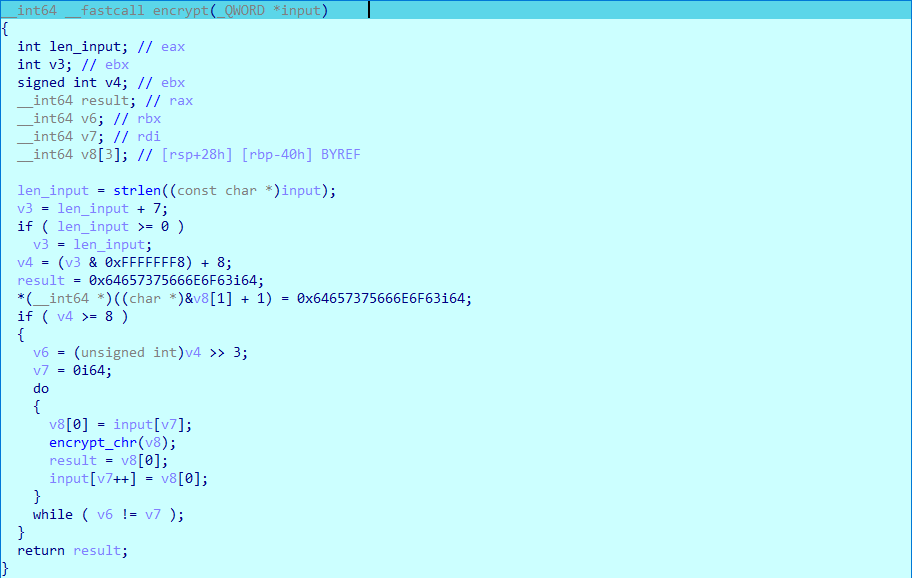 __int64 __fastcall encrypt(_QWORD *input)
{
  int len_input; // eax
  int v3; // ebx
  signed int v4; // ebx
  __int64 result; // rax
  __int64 v6; // rbx
  __int64 v7; // rdi
  __int64 v8[3]; // [rsp+28h] [rbp-40h] BYREF

  len_input = strlen((const char *)input);
  v3 = len_input + 7;
  if ( len_input >= 0 )
    v3 = len_input;
  v4 = (v3 & 0xFFFFFFF8) + 8;
  result = 0x64657375666E6F63i64;
  *(__int64 *)((char *)&v8[1] + 1) = 0x64657375666E6F63i64;
  if ( v4 >= 8 )
  {
    v6 = (unsigned int)v4 >> 3;
    v7 = 0i64;
    do
    {
      v8[0] = input[v7];
      encrypt_chr(v8);
      result = v8[0];
      input[v7++] = v8[0];
    }
    while ( v6 != v7 );
  }
  return result;
}